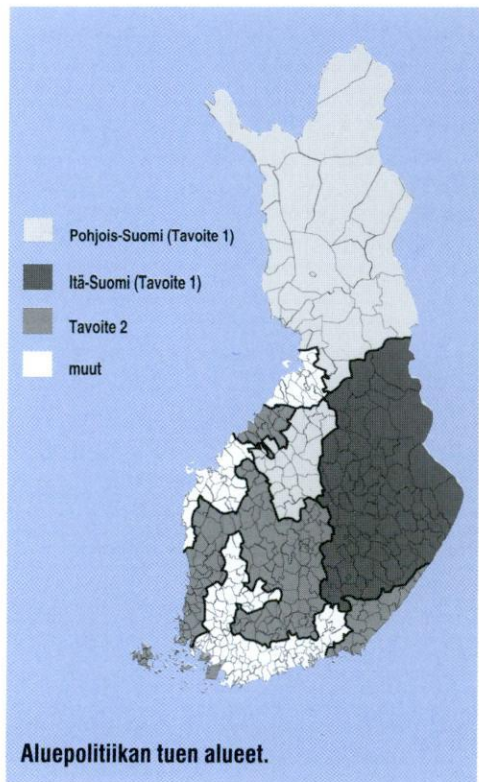 Pohjois-Suomi (Tavoite 1)
Itä-Suomi (Tavoite 1)
Tavoite 2
muut
Aluepolitiikan tuen alueet.